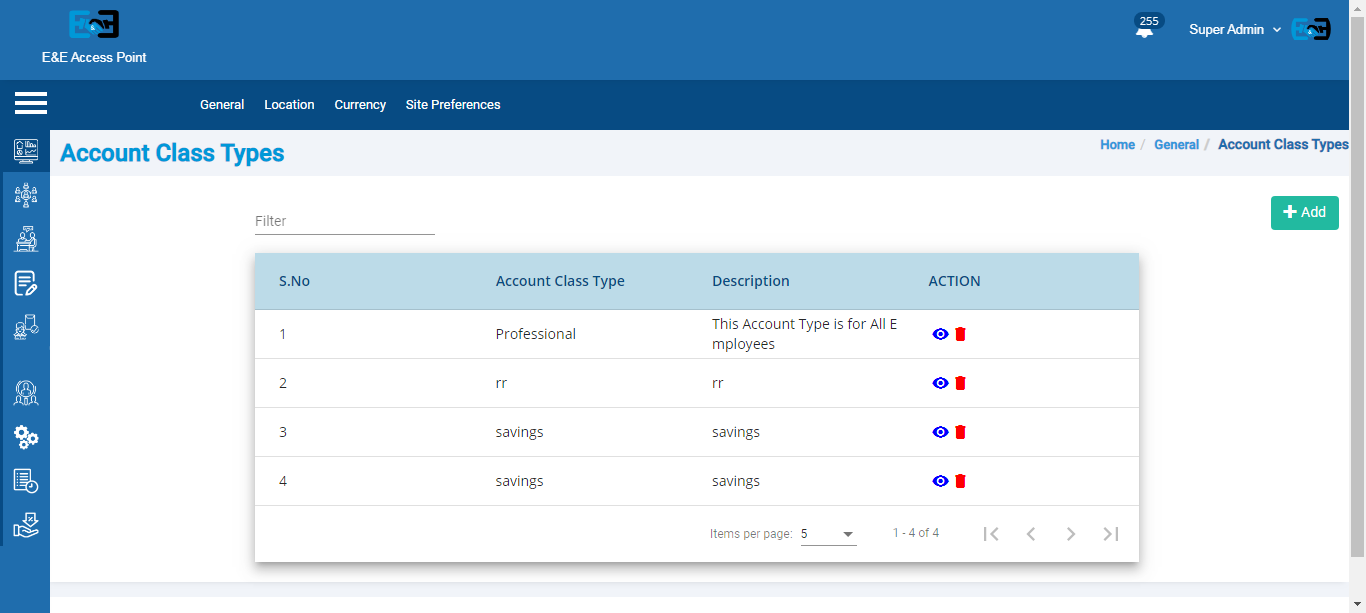 E&E
255
Super Admin
E&E
E&E Access Point
General Location Currency Site Preferences
Account Class Types
Home / General / Account Class Types
Filter
Add
S.No Account Class Type Description ACTION
1 Professional This Account Type is for All E
mployees
2 rr rr
3 savings savings
4 savings savings
Items per page: 5 1 - 4 of 4